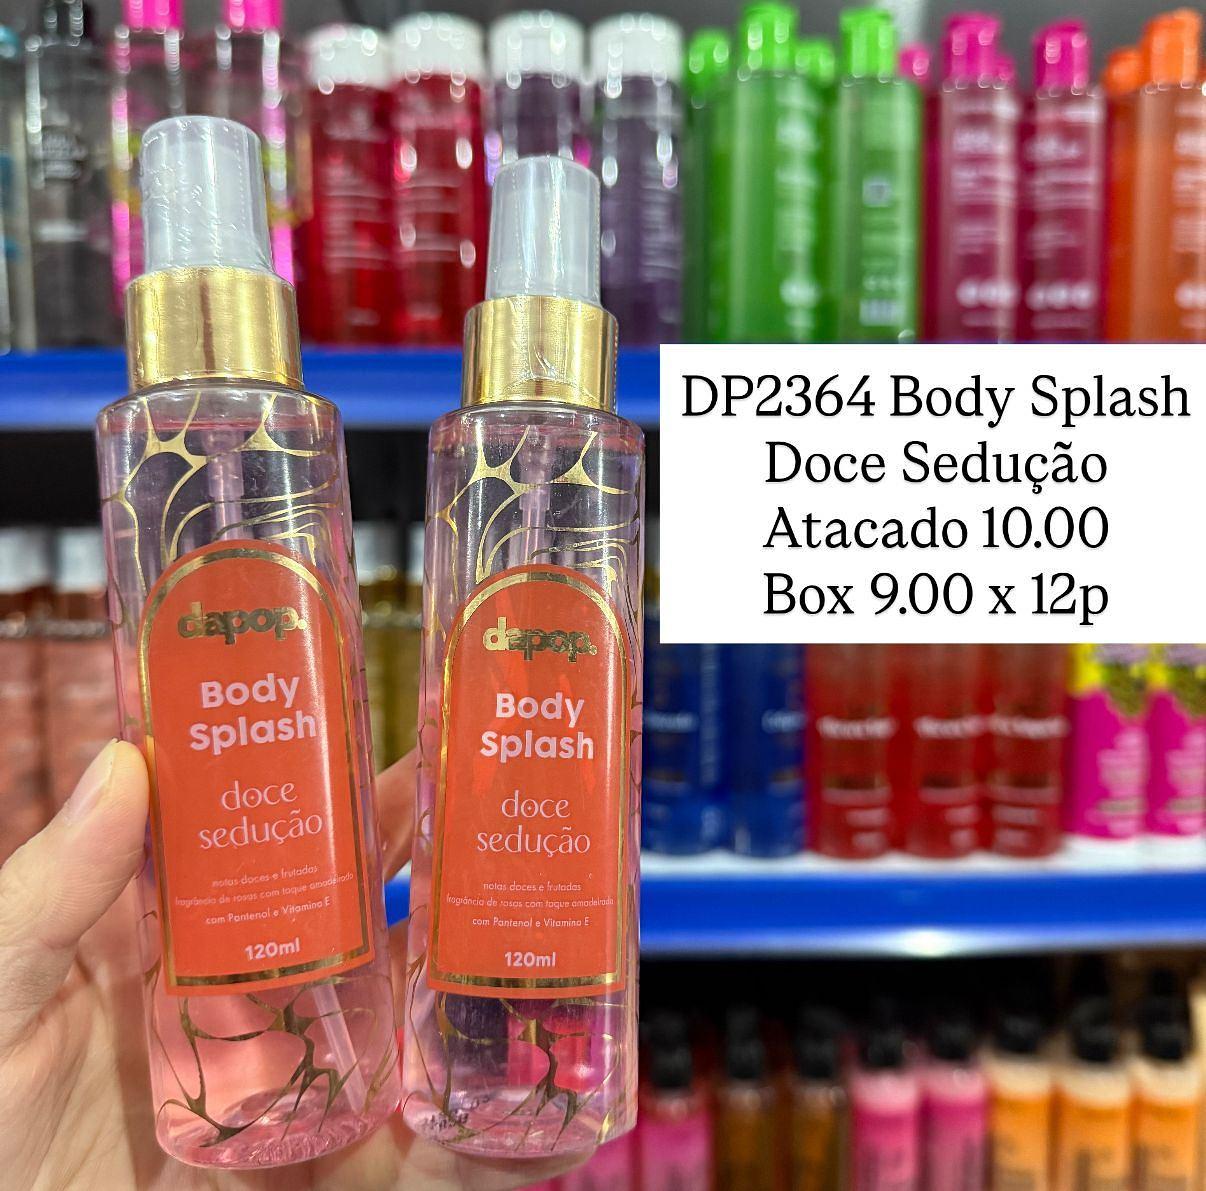 DP2364 Body Splash
Doce Sedução
Atacado 10.00
Box 9.00 x 12p
dapop.
Body
Splash
doce
sedução
notas doces e frutadas
fragrância de rosas com toque amadeirado
com Pantenol e Vitamina E
120ml
dapop.
Body
Splash
doce
sedução
notas doces e frutadas
fragrância de rosas com toque amadeirado
com Pantenol e Vitamina E
120ml